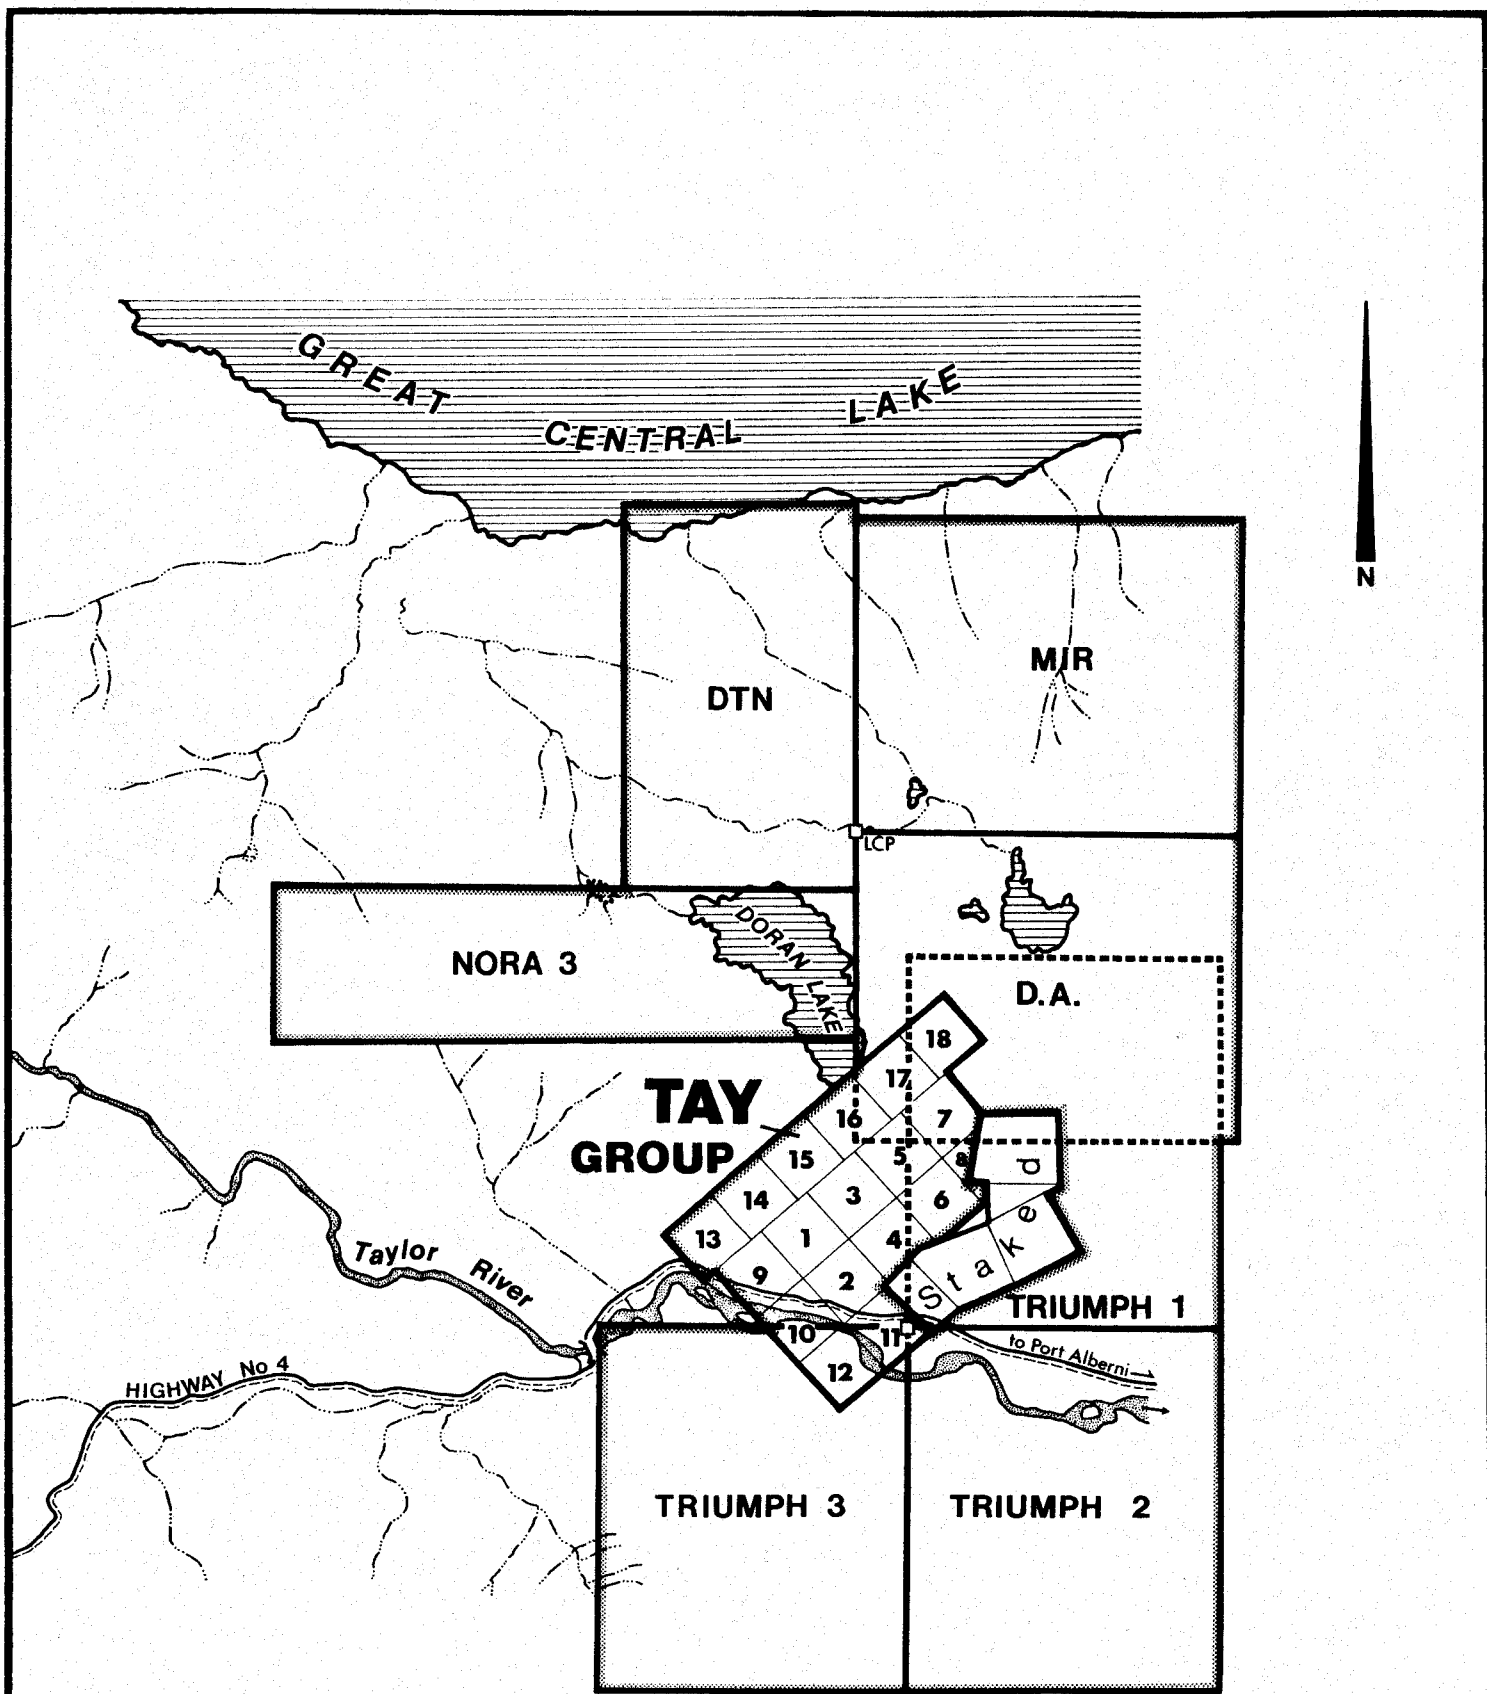 GREAT CENTRAL LAKE
N
MJR
DTN
LCP
DORAN LAKE
NORA 3
D.A.
18
17
TAY
GROUP
16
7
15
5
8
14
3
6
13
1
4
9
2
Staked
Taylor River
TRIUMPH 1
10
11
12
to Port Alberni
HIGHWAY No 4
TRIUMPH 3
TRIUMPH 2